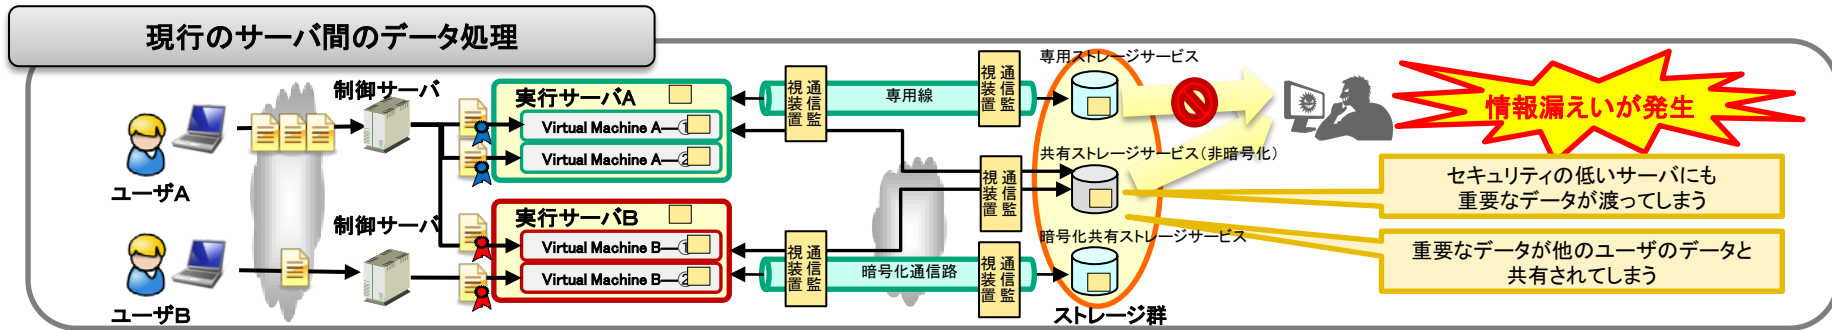 現行のサーバ間のデータ処理
ユーザA
制御サーバ
実行サーバA
Virtual Machine A―①
Virtual Machine A―②
ユーザB
制御サーバ
実行サーバB
Virtual Machine B―①
Virtual Machine B―②
通信監視装置
専用線
通信監視装置
通信監視装置
通信監視装置
暗号化通信路
通信監視装置
専用ストレージサービス
共有ストレージサービス(非暗号化)
暗号化共有ストレージサービス
ストレージ群
情報漏えいが発生
セキュリティの低いサーバにも
重要なデータが渡ってしまう
重要なデータが他のユーザのデータと
共有されてしまう